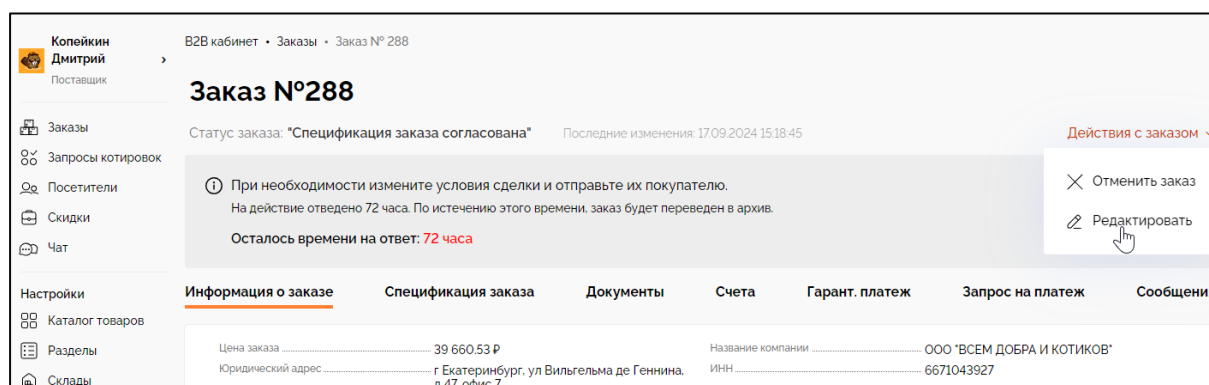 Копейкин
Дмитрий
Поставщик
Заказы
Запросы котировок
Посетители
Скидки
Чат
Настройки
Каталог товаров
Разделы
Склады
B2B кабинет • Заказы • Заказ № 288
Заказ №288
Статус заказа: "Спецификация заказа согласована" Последние изменения: 17.09.2024 15:18:45
Действия с заказом
Отменить заказ
Редактировать
При необходимости измените условия сделки и отправьте их покупателю.
На действие отведено 72 часа. По истечению этого времени, заказ будет переведен в архив.
Осталось времени на ответ: 72 часа
Информация о заказе Спецификация заказа Документы Счета Гарант. платеж Запрос на платеж Сообщени
Цена заказа 39 660.53 ₽
Юридический адрес г Екатеринбург, ул Вильгельма де Геннина,
д 47, офис 7
Название компании ООО "ВСЕМ ДОБРА И КОТИКОВ"
ИНН 6671043927